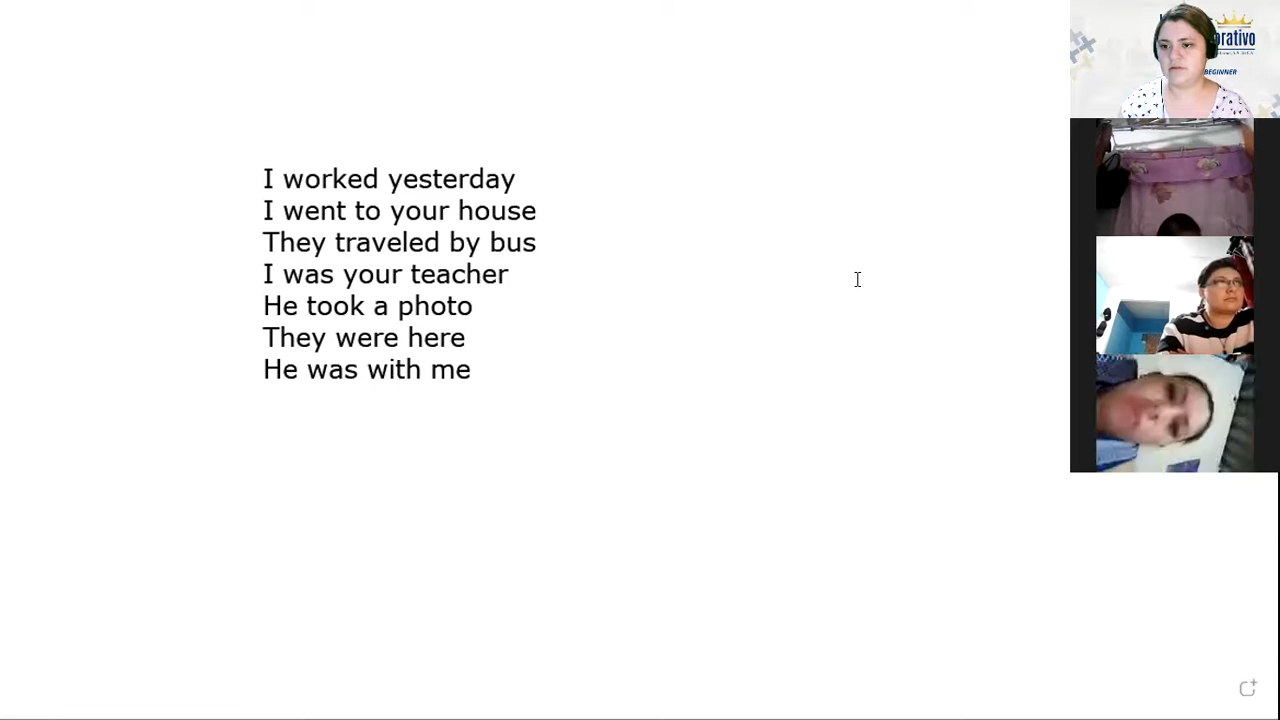 I worked yesterday
I went to your house
They traveled by bus
I was your teacher
He took a photo
They were here
He was with me
orativo
BEGINNER